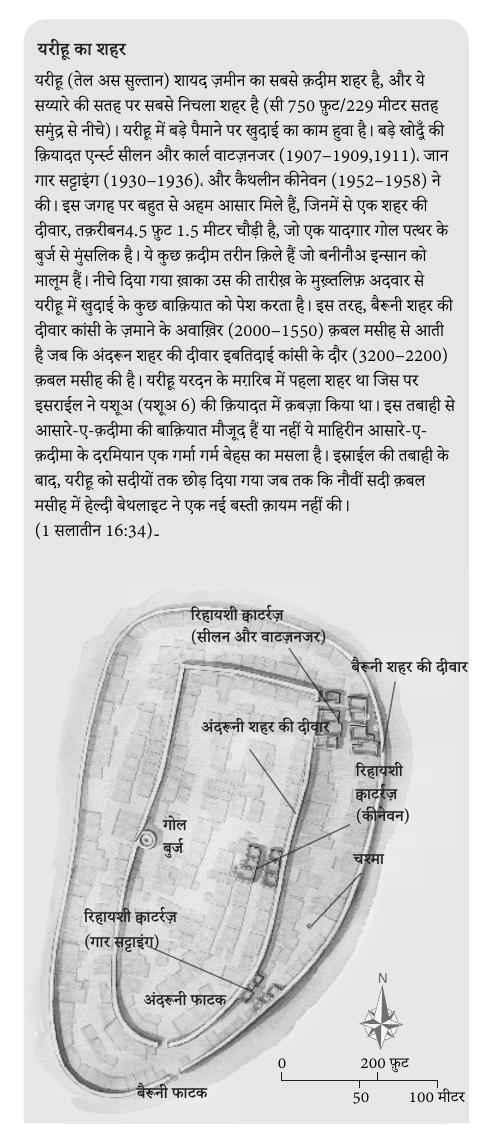 यरीहू का शहर
यरीहू (तेल अस सुल्तान) शायद ज़मीन का सबसे क़दीम शहर है, और ये
सय्यारे की सतह पर सबसे निचला शहर है (सी 750 फ़ुट/229 मीटर सतह
समुंद्र से नीचे)। यरीहू में बड़े पैमाने पर खुदाई का काम हुवा है। बड़े खोदूँ की
क़ियादत एर्न्स्ट सीलन और कार्ल वाटज़नजर (1907–1909,1911), जान
गार सट्टाइंग (1930–1936), और कैथलीन कीनेवन (1952–1958) ने
की। इस जगह पर बहुत से अहम आसार मिले हैं, जिनमें से एक शहर की
दीवार, तक़रीबन4.5 फ़ुट 1.5 मीटर चौड़ी है, जो एक यादगार गोल पत्थर के
बुर्ज से मुंसलिक है। ये कुछ क़दीम तरीन क़िले हैं जो बनीनौअ इन्सान को
मालूम हैं। नीचे दिया गया ख़ाका उस की तारीख़ के मुख़्तलिफ़ अदवार से
यरीहू में खुदाई के कुछ बाक़ियात को पेश करता है। इस तरह, बैरूनी शहर की
दीवार कांसी के ज़माने के अवाख़िर (2000–1550) क़बल मसीह से आती
है जब कि अंदरून शहर की दीवार इबतिदाई कांसी के दौर (3200–2200)
क़बल मसीह की है। यरीहू यरदन के मग़रिब में पहला शहर था जिस पर
इसराईल ने यशूअ (यशूअ 6) की क़ियादत में क़बज़ा किया था। इस तबाही से
आसारे-ए-क़दीमा की बाक़ियात मौजूद हैं या नहीं ये माहिरीन आसारे-ए-
क़दीमा के दरमियान एक गर्मा गर्म बेहस का मसला है। इस्राईल की तबाही के
बाद, यरीहू को सदीयों तक छोड़ दिया गया जब तक कि नौवीं सदी क़बल
मसीह में हेल्दी बेथलाइट ने एक नई बस्ती क़ायम नहीं की।
(1 सलातीन 16:34)۔
रिहायशी क्वाटर्रज़
(सीलन और वाटज़नजर)
बैरूनी शहर की दीवार
अंदरूनी शहर की दीवार
रिहायशी
क्वाटर्रज़
(कीनेवन)
गोल
बुर्ज
चश्मा
रिहायशी क्वाटर्रज़
(गार सट्टाइंग)
अंदरूनी फाटक
N
0 200 फ़ुट
50 100 मीटर
बैरूनी फाटक